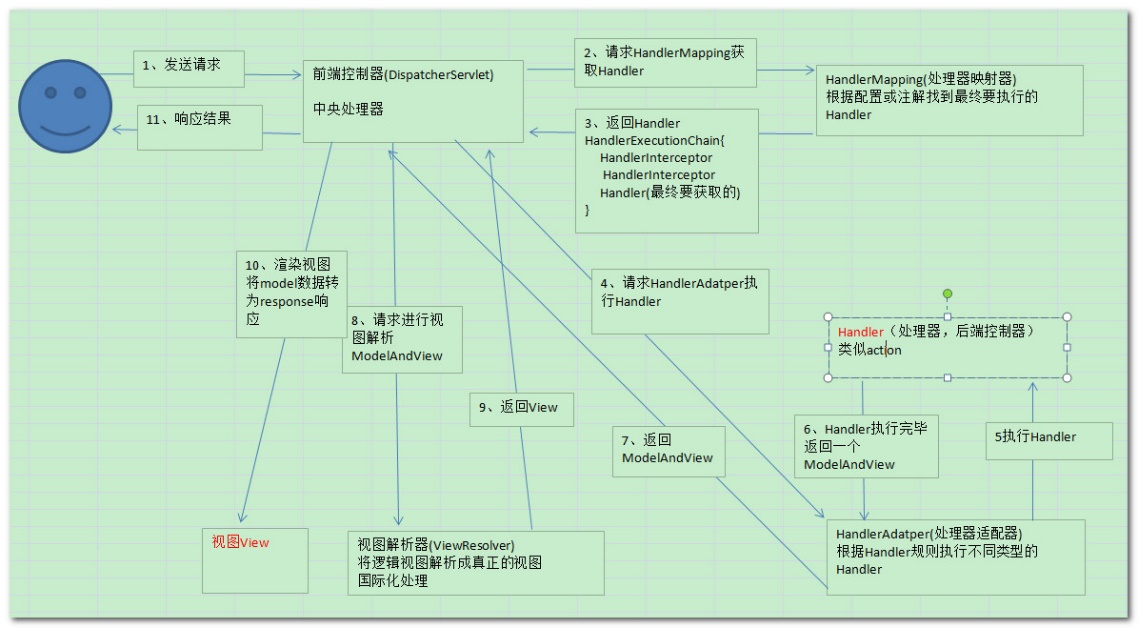 1、发送请求
前端控制器(DispatcherServlet)
中央处理器
2、请求HandlerMapping获
取Handler
HandlerMapping(处理器映射器)
根据配置或注解找到最终要执行的
Handler
11、响应结果
3、返回Handler
HandlerExecutionChain{
HandlerInterceptor
HandlerInterceptor
Handler(最终要获取的)
}
10、渲染视图
将model数据转
为response响
应
8、请求进行视
图解析
ModelAndView
4、请求HandlerAdatper执
行Handler
Handler（处理器，后端控制器）
类似action
9、返回View
7、返回
ModelAndView
6、Handler执行完毕
返回一个
ModelAndView
5执行Handler
视图View
视图解析器(ViewResolver)
将逻辑视图解析成真正的视图
国际化处理
HandlerAdatper(处理器适配器)
根据Handler规则执行不同类型的
Handler